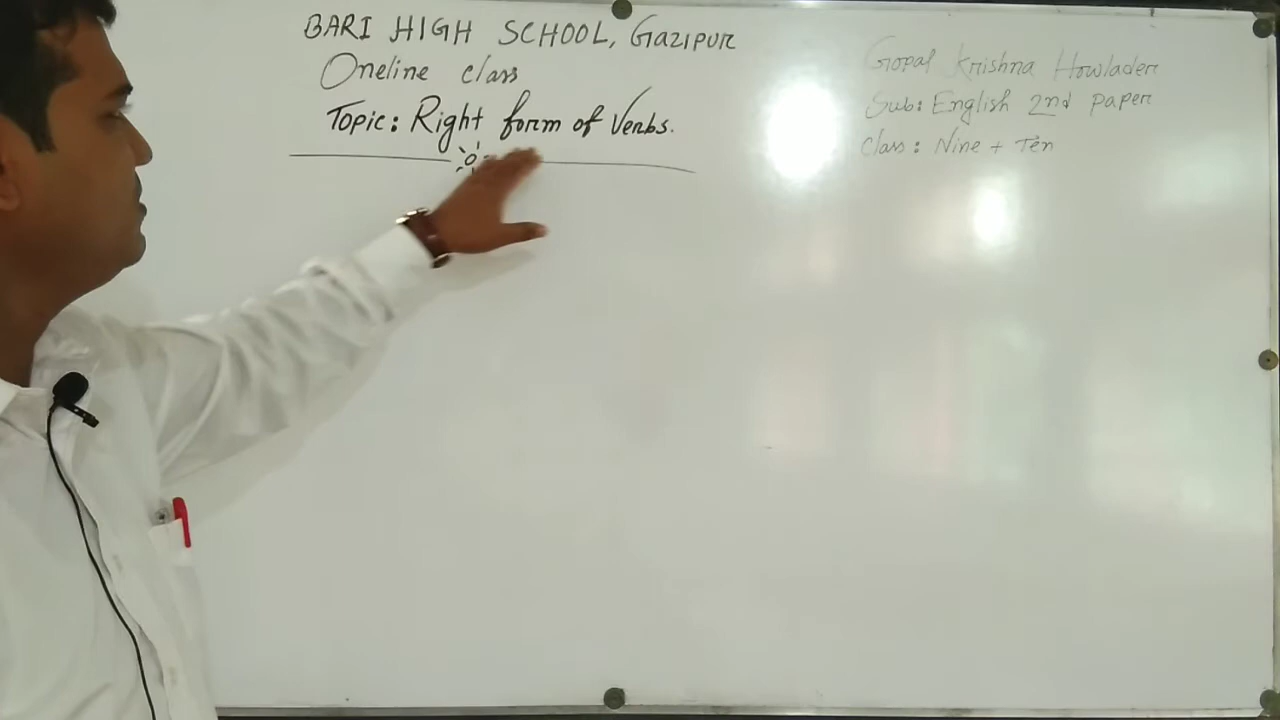 BARI HIGH SCHOOL, Gazipur
Oneline class
Topic: Right form of Verbs.
Gopal Krishna Howlader
Sub: English 2nd paper
Class: Nine + Ten